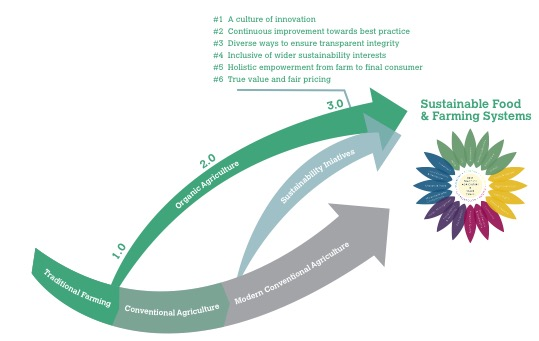 #1 A culture of innovation
#2 Continuous improvement towards best practice
#3 Diverse ways to ensure transparent integrity
#4 Inclusive of wider sustainability interests
#5 Holistic empowerment from farm to final consumer
#6 True value and fair pricing
3.0
Sustainable Food
& Farming Systems
2.0
Organic Agriculture
Sustainability Iniatives
1.0
Traditional Farming
Conventional Agriculture
Modern Conventional Agriculture